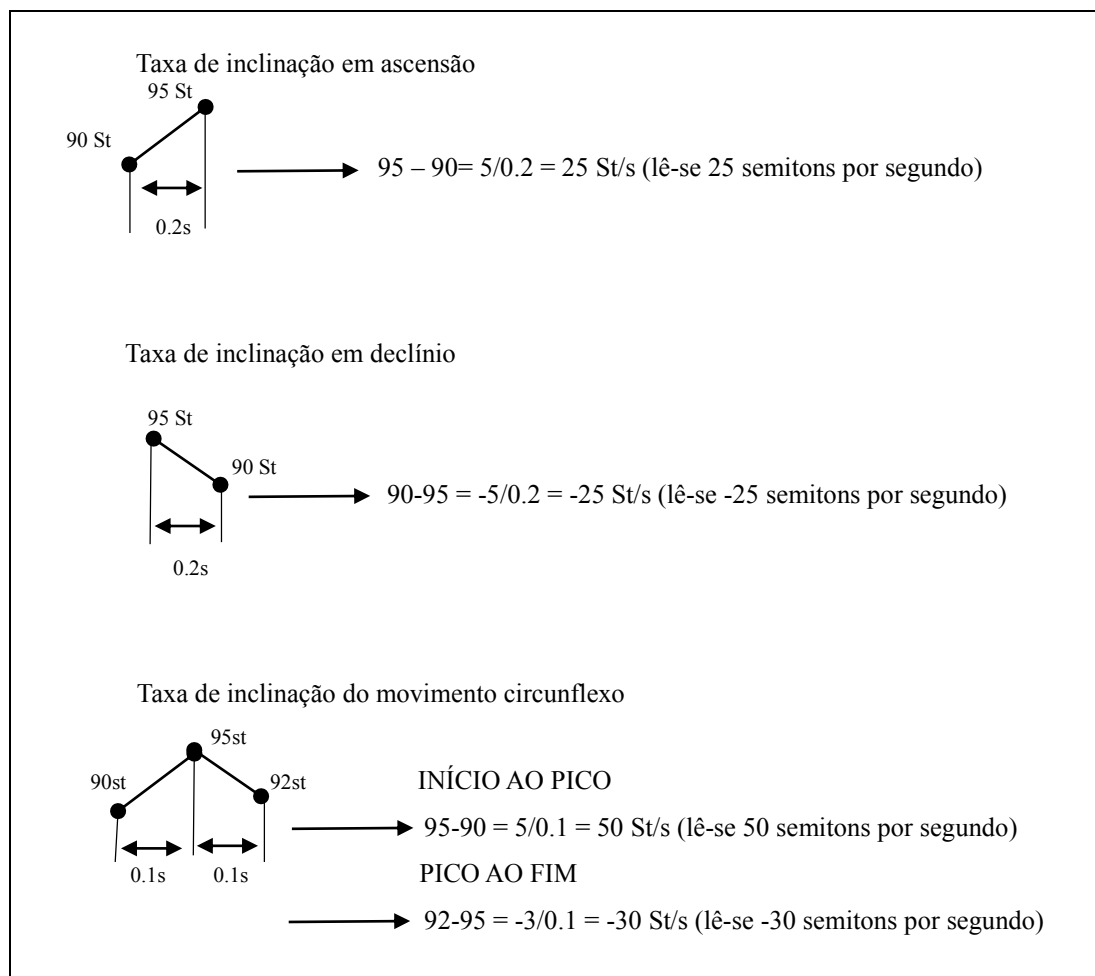 Taxa de inclinação em ascensão
95 St
90 St
95 – 90= 5/0.2 = 25 St/s (lê-se 25 semitons por segundo)
0.2s
Taxa de inclinação em declínio
95 St
90 St
90-95 = -5/0.2 = -25 St/s (lê-se -25 semitons por segundo)
0.2s
Taxa de inclinação do movimento circunflexo
95st
90st
92st
INÍCIO AO PICO
95-90 = 5/0.1 = 50 St/s (lê-se 50 semitons por segundo)
0.1s
0.1s
PICO AO FIM
92-95 = -3/0.1 = -30 St/s (lê-se -30 semitons por segundo)